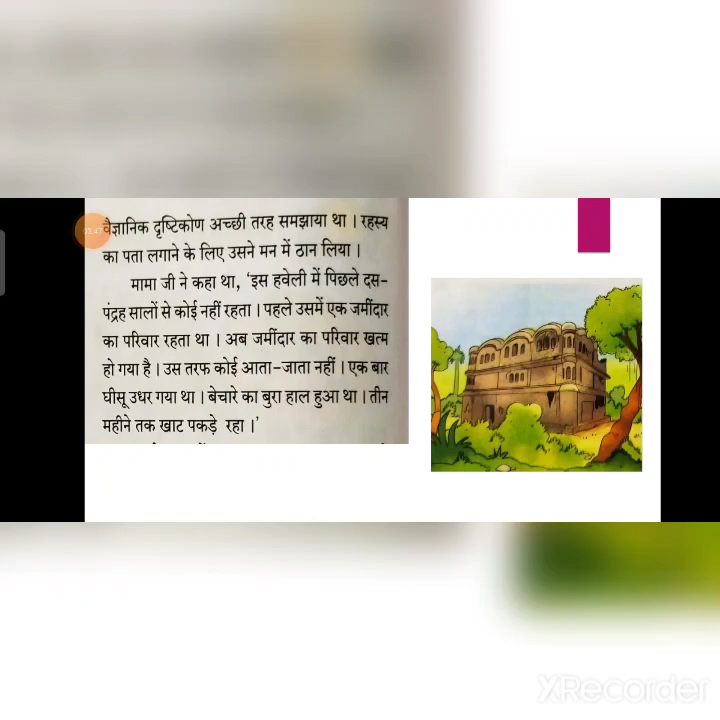 वैज्ञानिक दृष्टिकोण अच्छी तरह समझाया था । रहस्य
का पता लगाने के लिए उसने मन में ठान लिया ।
मामा जी ने कहा था, 'इस हवेली में पिछले दस-
पंद्रह सालों से कोई नहीं रहता । पहले उसमें एक जमींदार
का परिवार रहता था । अब जमींदार का परिवार खत्म
हो गया है । उस तरफ कोई आता-जाता नहीं । एक बार
घीसू उधर गया था । बेचारे का बुरा हाल हुआ था । तीन
महीने तक खाट पकड़े रहा ।'
XRecorder